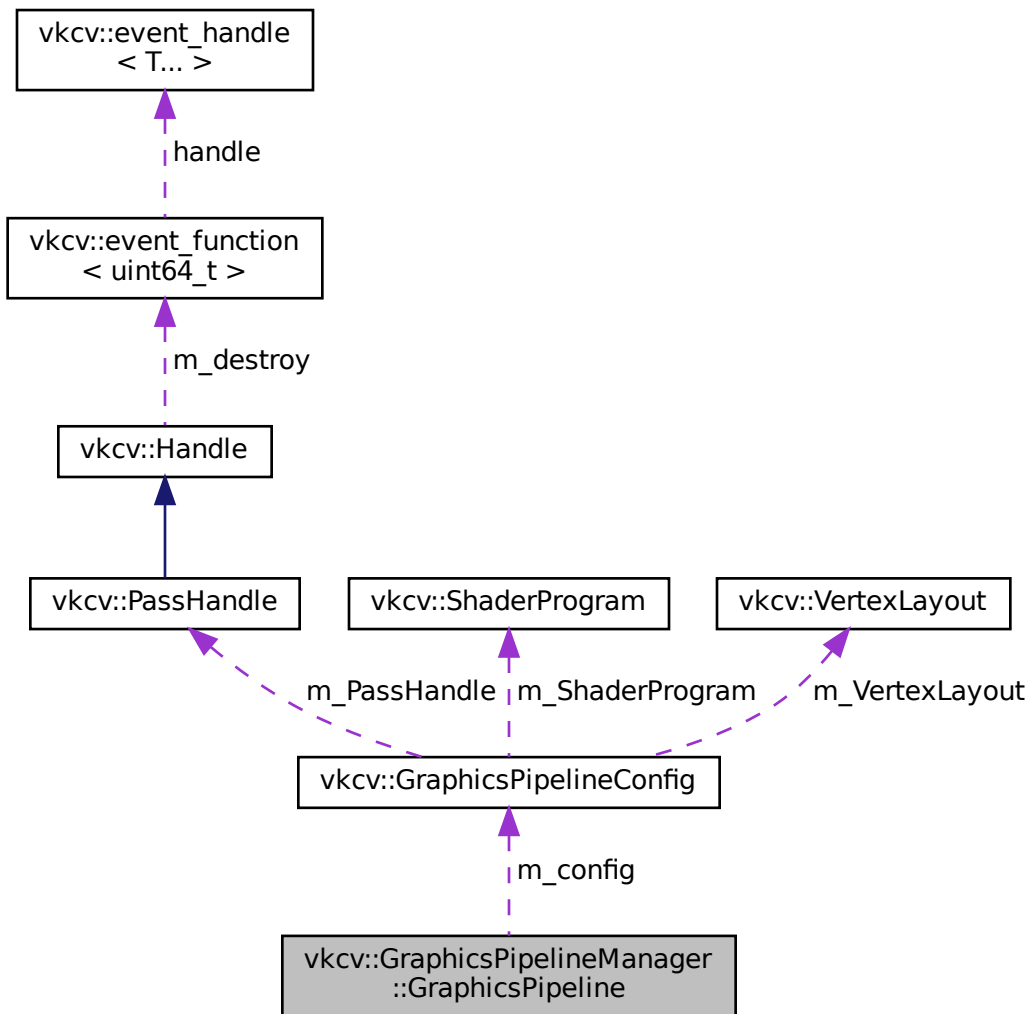 vkcv::event_handle
< T... >
handle
vkcv::event_function
< uint64_t >
m_destroy
vkcv::Handle
vkcv::PassHandle
vkcv::ShaderProgram
vkcv::VertexLayout
m_PassHandle
m_ShaderProgram
m_VertexLayout
vkcv::GraphicsPipelineConfig
m_config
vkcv::GraphicsPipelineManager
::GraphicsPipeline